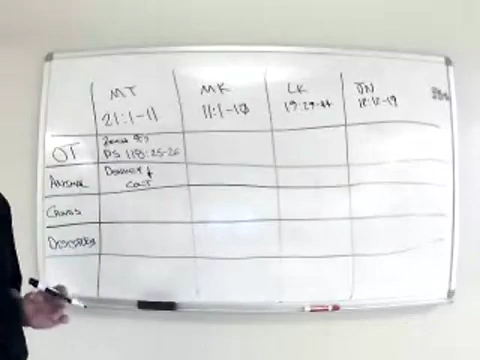 MT
21:1-11
MK
11:1-10
LK
19:29-44
JN
12:12-19
OT
Zech 9:9
PS 118:25-26
ANIMAL
DONKEY &
COLT
CROWDS
DISCIPLES